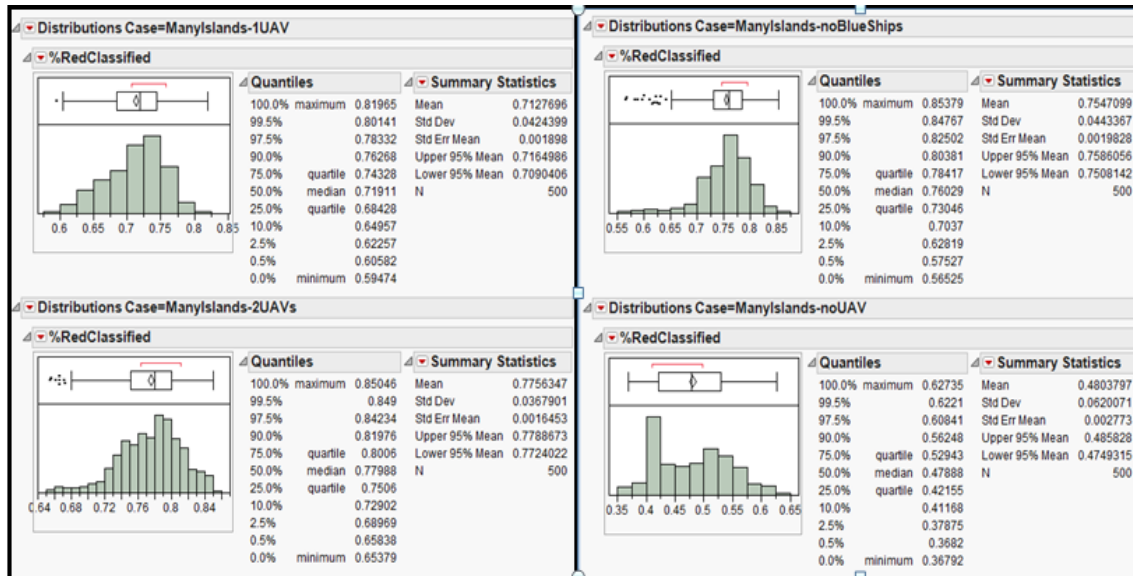 Distributions Case=ManyIslands-1UAV
%RedClassified
Quantiles
100.0% maximum 0.81965
99.5% 0.80141
97.5% 0.78332
90.0% 0.76268
75.0% quartile 0.74328
50.0% median 0.71911
25.0% quartile 0.68428
10.0% 0.64957
2.5% 0.62257
0.5% 0.60582
0.0% minimum 0.59474
Summary Statistics
Mean 0.7127696
Std Dev 0.0424399
Std Err Mean 0.001898
Upper 95% Mean 0.7164986
Lower 95% Mean 0.7090406
N 500
0.6 0.65 0.7 0.75 0.8 0.85
Distributions Case=ManyIslands-noBlueShips
%RedClassified
Quantiles
100.0% maximum 0.85379
99.5% 0.84767
97.5% 0.82502
90.0% 0.80381
75.0% quartile 0.78417
50.0% median 0.76029
25.0% quartile 0.73046
10.0% 0.7037
2.5% 0.62819
0.5% 0.57527
0.0% minimum 0.56525
Summary Statistics
Mean 0.7547099
Std Dev 0.0443367
Std Err Mean 0.0019828
Upper 95% Mean 0.7586056
Lower 95% Mean 0.7508142
N 500
0.55 0.6 0.65 0.7 0.75 0.8 0.85
Distributions Case=ManyIslands-2UAVs
%RedClassified
Quantiles
100.0% maximum 0.85046
99.5% 0.849
97.5% 0.84234
90.0% 0.81976
75.0% quartile 0.8006
50.0% median 0.77988
25.0% quartile 0.7506
10.0% 0.72902
2.5% 0.68969
0.5% 0.65838
0.0% minimum 0.65379
Summary Statistics
Mean 0.7756347
Std Dev 0.0367901
Std Err Mean 0.0016453
Upper 95% Mean 0.7788673
Lower 95% Mean 0.7724022
N 500
0.64 0.68 0.72 0.76 0.8 0.84
Distributions Case=ManyIslands-noUAV
%RedClassified
Quantiles
100.0% maximum 0.62735
99.5% 0.6221
97.5% 0.60841
90.0% 0.56248
75.0% quartile 0.52943
50.0% median 0.47888
25.0% quartile 0.42155
10.0% 0.41168
2.5% 0.37875
0.5% 0.3682
0.0% minimum 0.36792
Summary Statistics
Mean 0.4803797
Std Dev 0.0620071
Std Err Mean 0.002773
Upper 95% Mean 0.485828
Lower 95% Mean 0.4749315
N 500
0.35 0.4 0.45 0.5 0.55 0.6 0.65